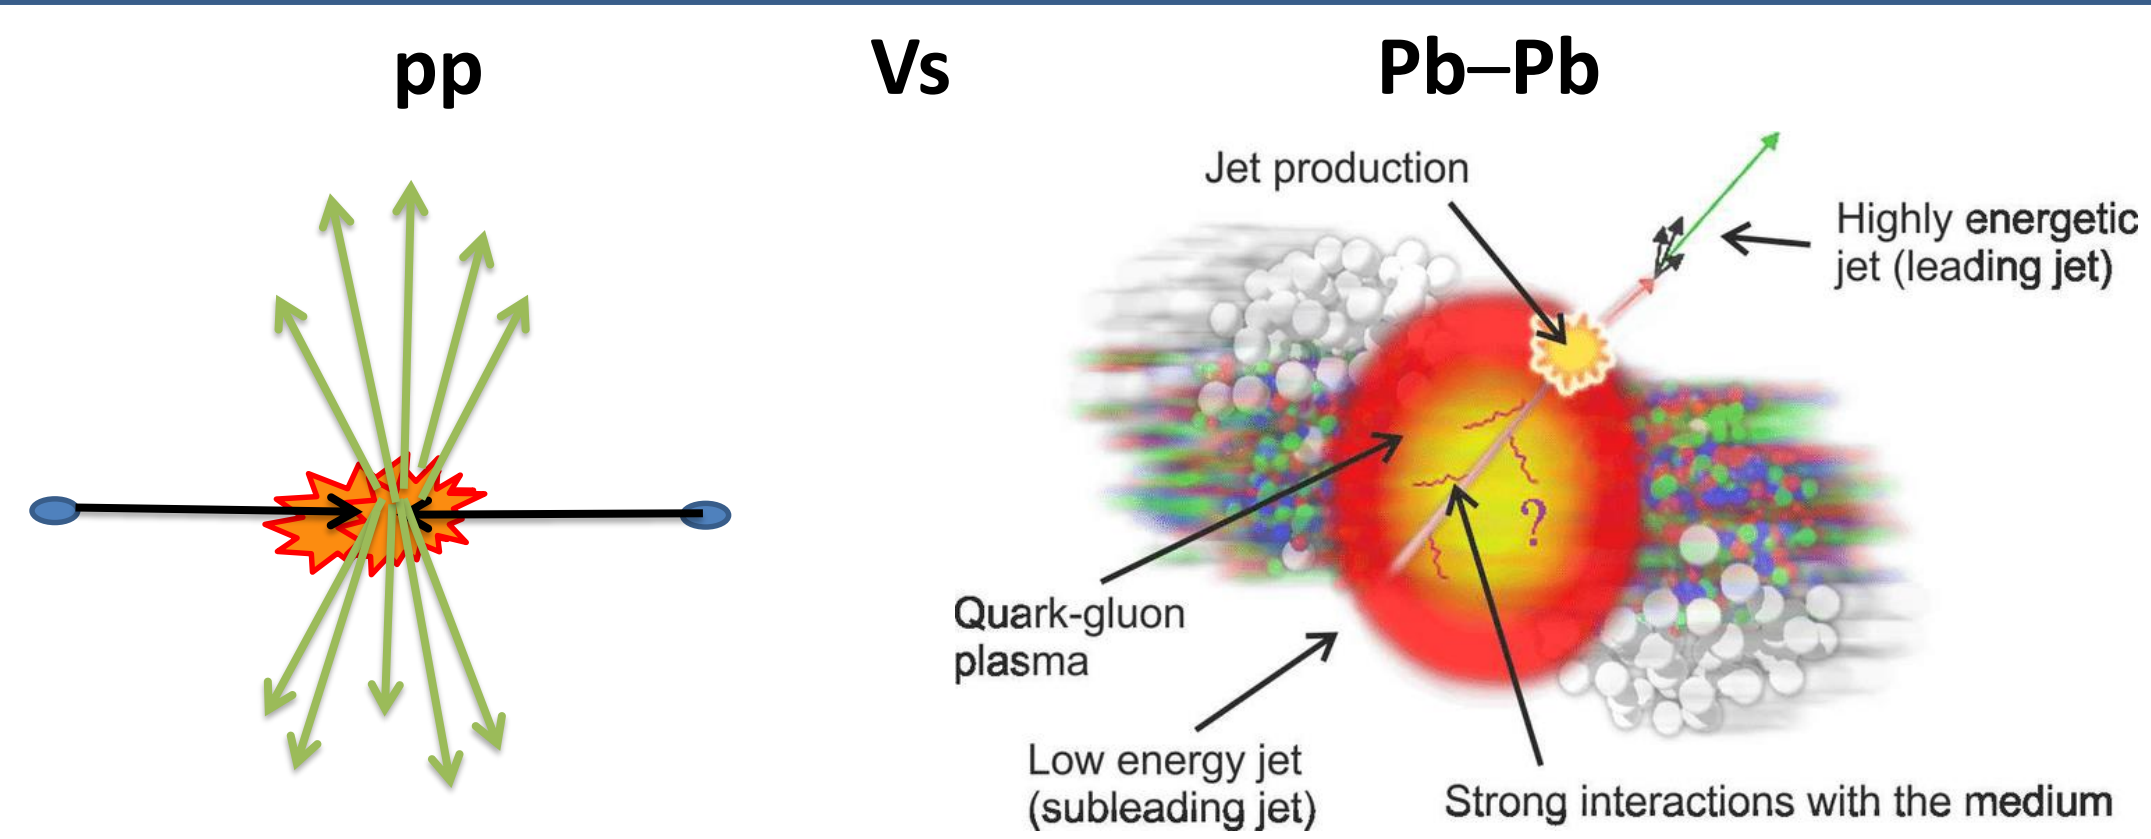 pp
Vs
Pb–Pb
Jet production
Highly energetic
jet (leading jet)
?
Quark-gluon
plasma
Low energy jet
(subleading jet)
Strong interactions with the medium